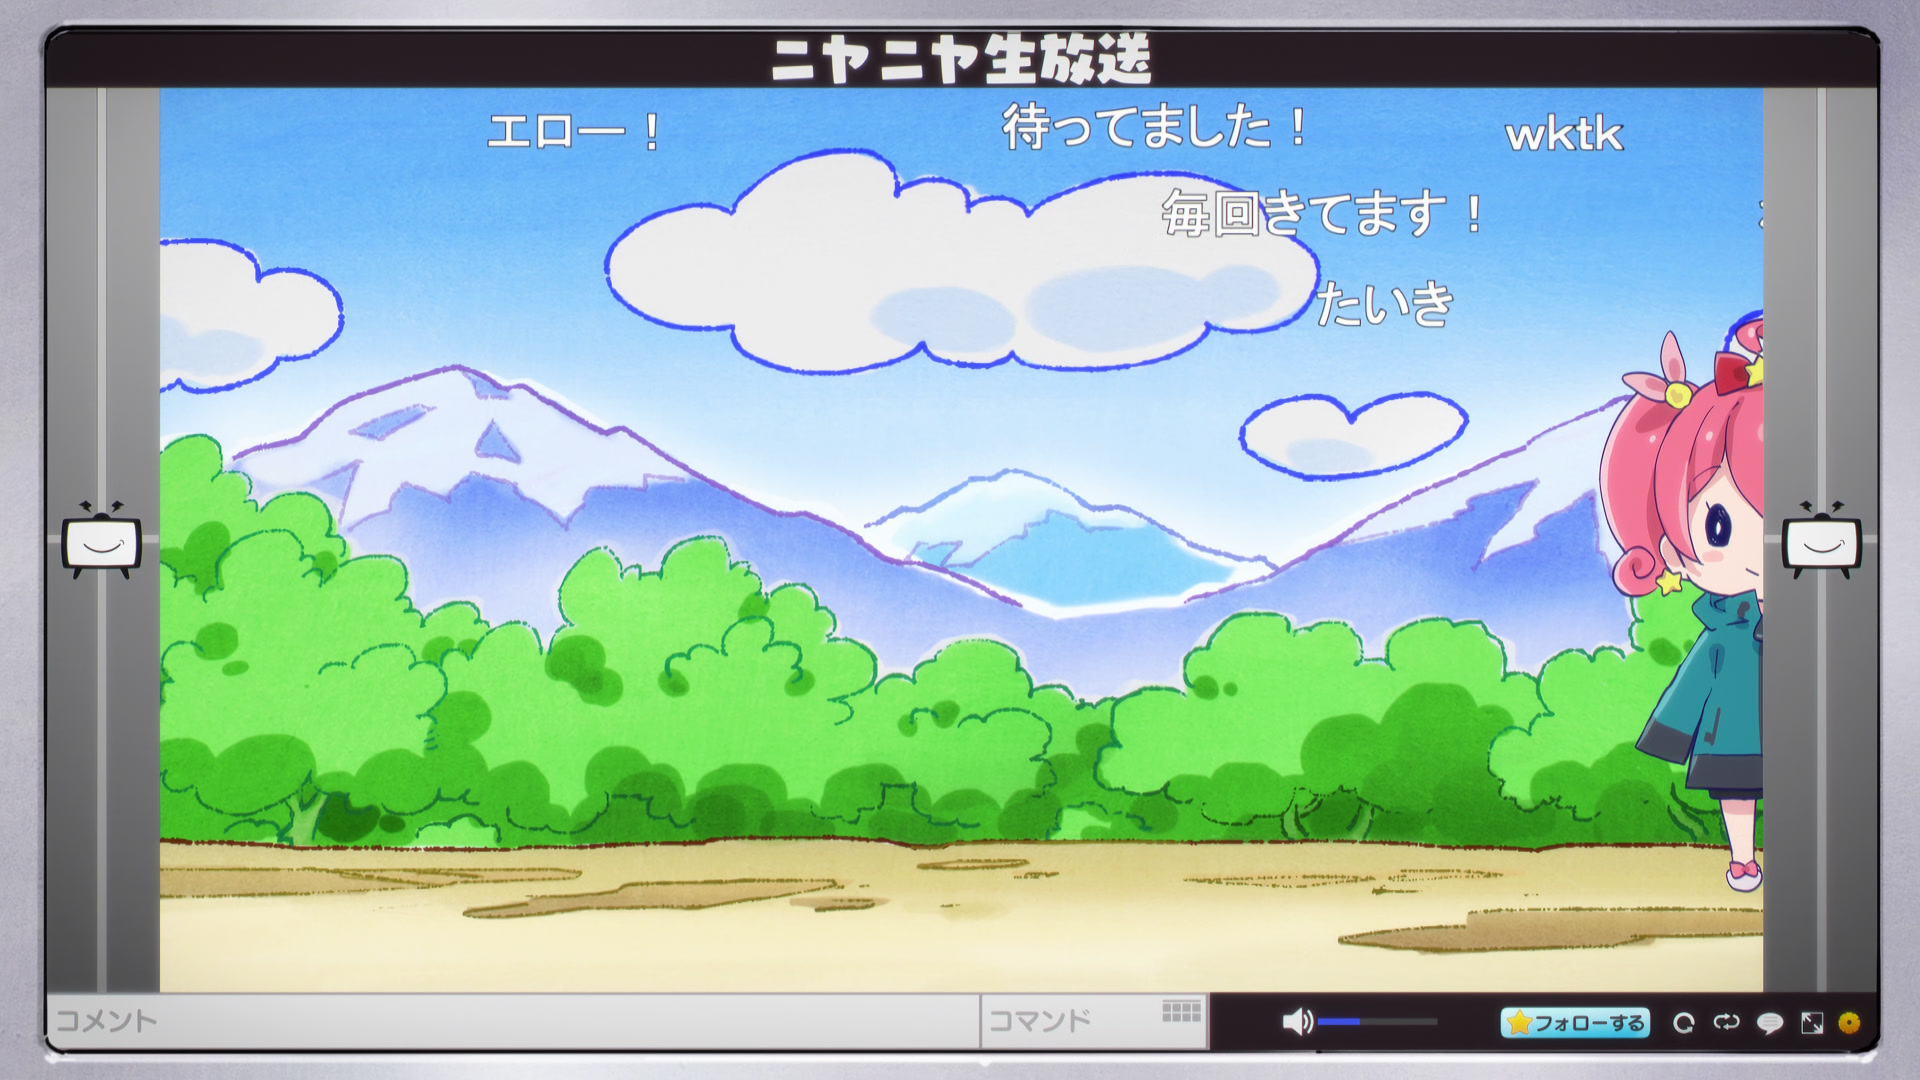 ニヤニヤ生放送
エロー！
待ってました！
wktk
毎回きてます！
たいき
コメント
コマンド
フォローする